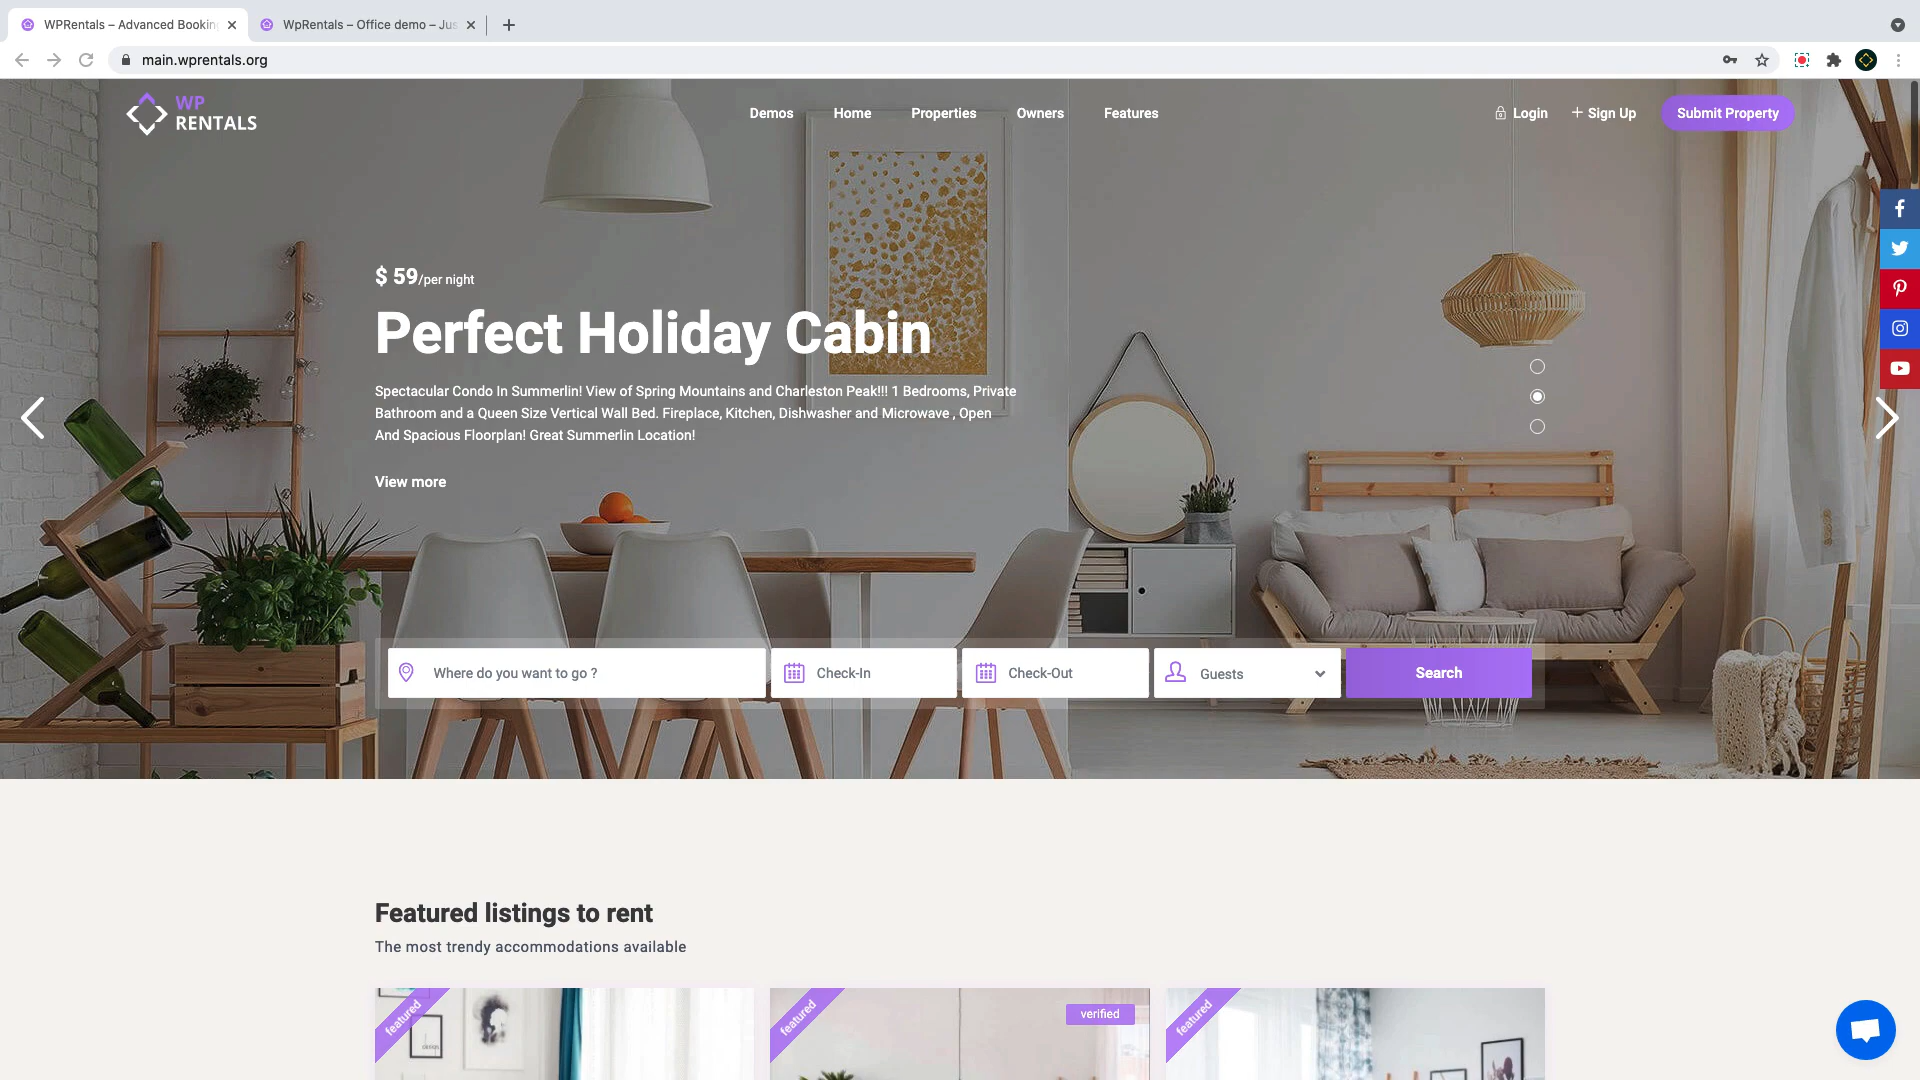 WPRentals – Advanced Bookin
WpRentals – Office demo – Jus
main.wprentals.org
WP
RENTALS
Demos
Home
Properties
Owners
Features
Login
+ Sign Up
Submit Property
$ 59/per night
Perfect Holiday Cabin
Spectacular Condo In Summerlin! View of Spring Mountains and Charleston Peak!!! 1 Bedrooms, Private
Bathroom and a Queen Size Vertical Wall Bed. Fireplace, Kitchen, Dishwasher and Microwave , Open
And Spacious Floorplan! Great Summerlin Location!
View more
Where do you want to go ?
Check-In
Check-Out
Guests
Search
Featured listings to rent
The most trendy accommodations available
featured
featured
verified
featured